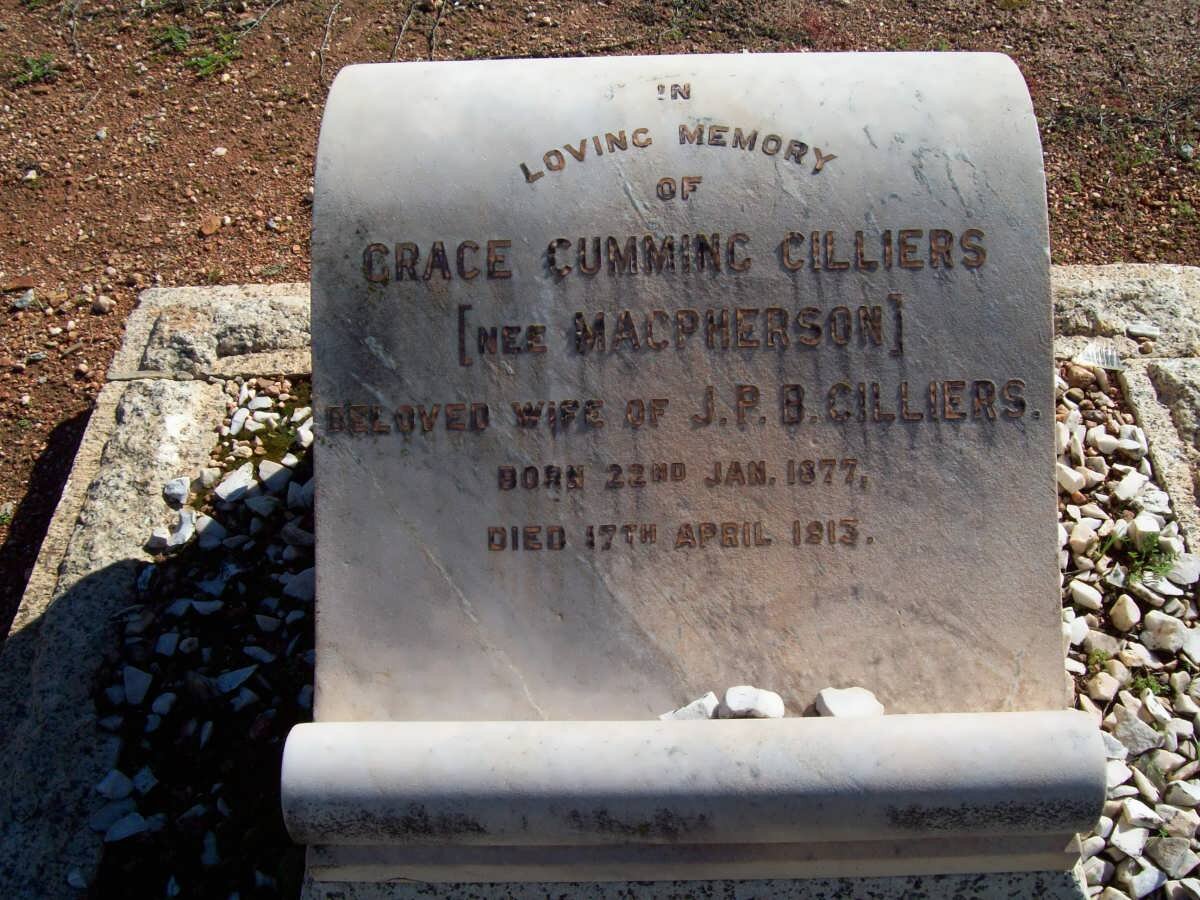 IN
LOVING MEMORY
OF
GRACE CUMMING CILLIERS
[NEE MACPHERSON]
BELOVED WIFE OF J.P.B. CILLIERS.
BORN 22ND JAN. 1877,
DIED 17TH APRIL 1913.